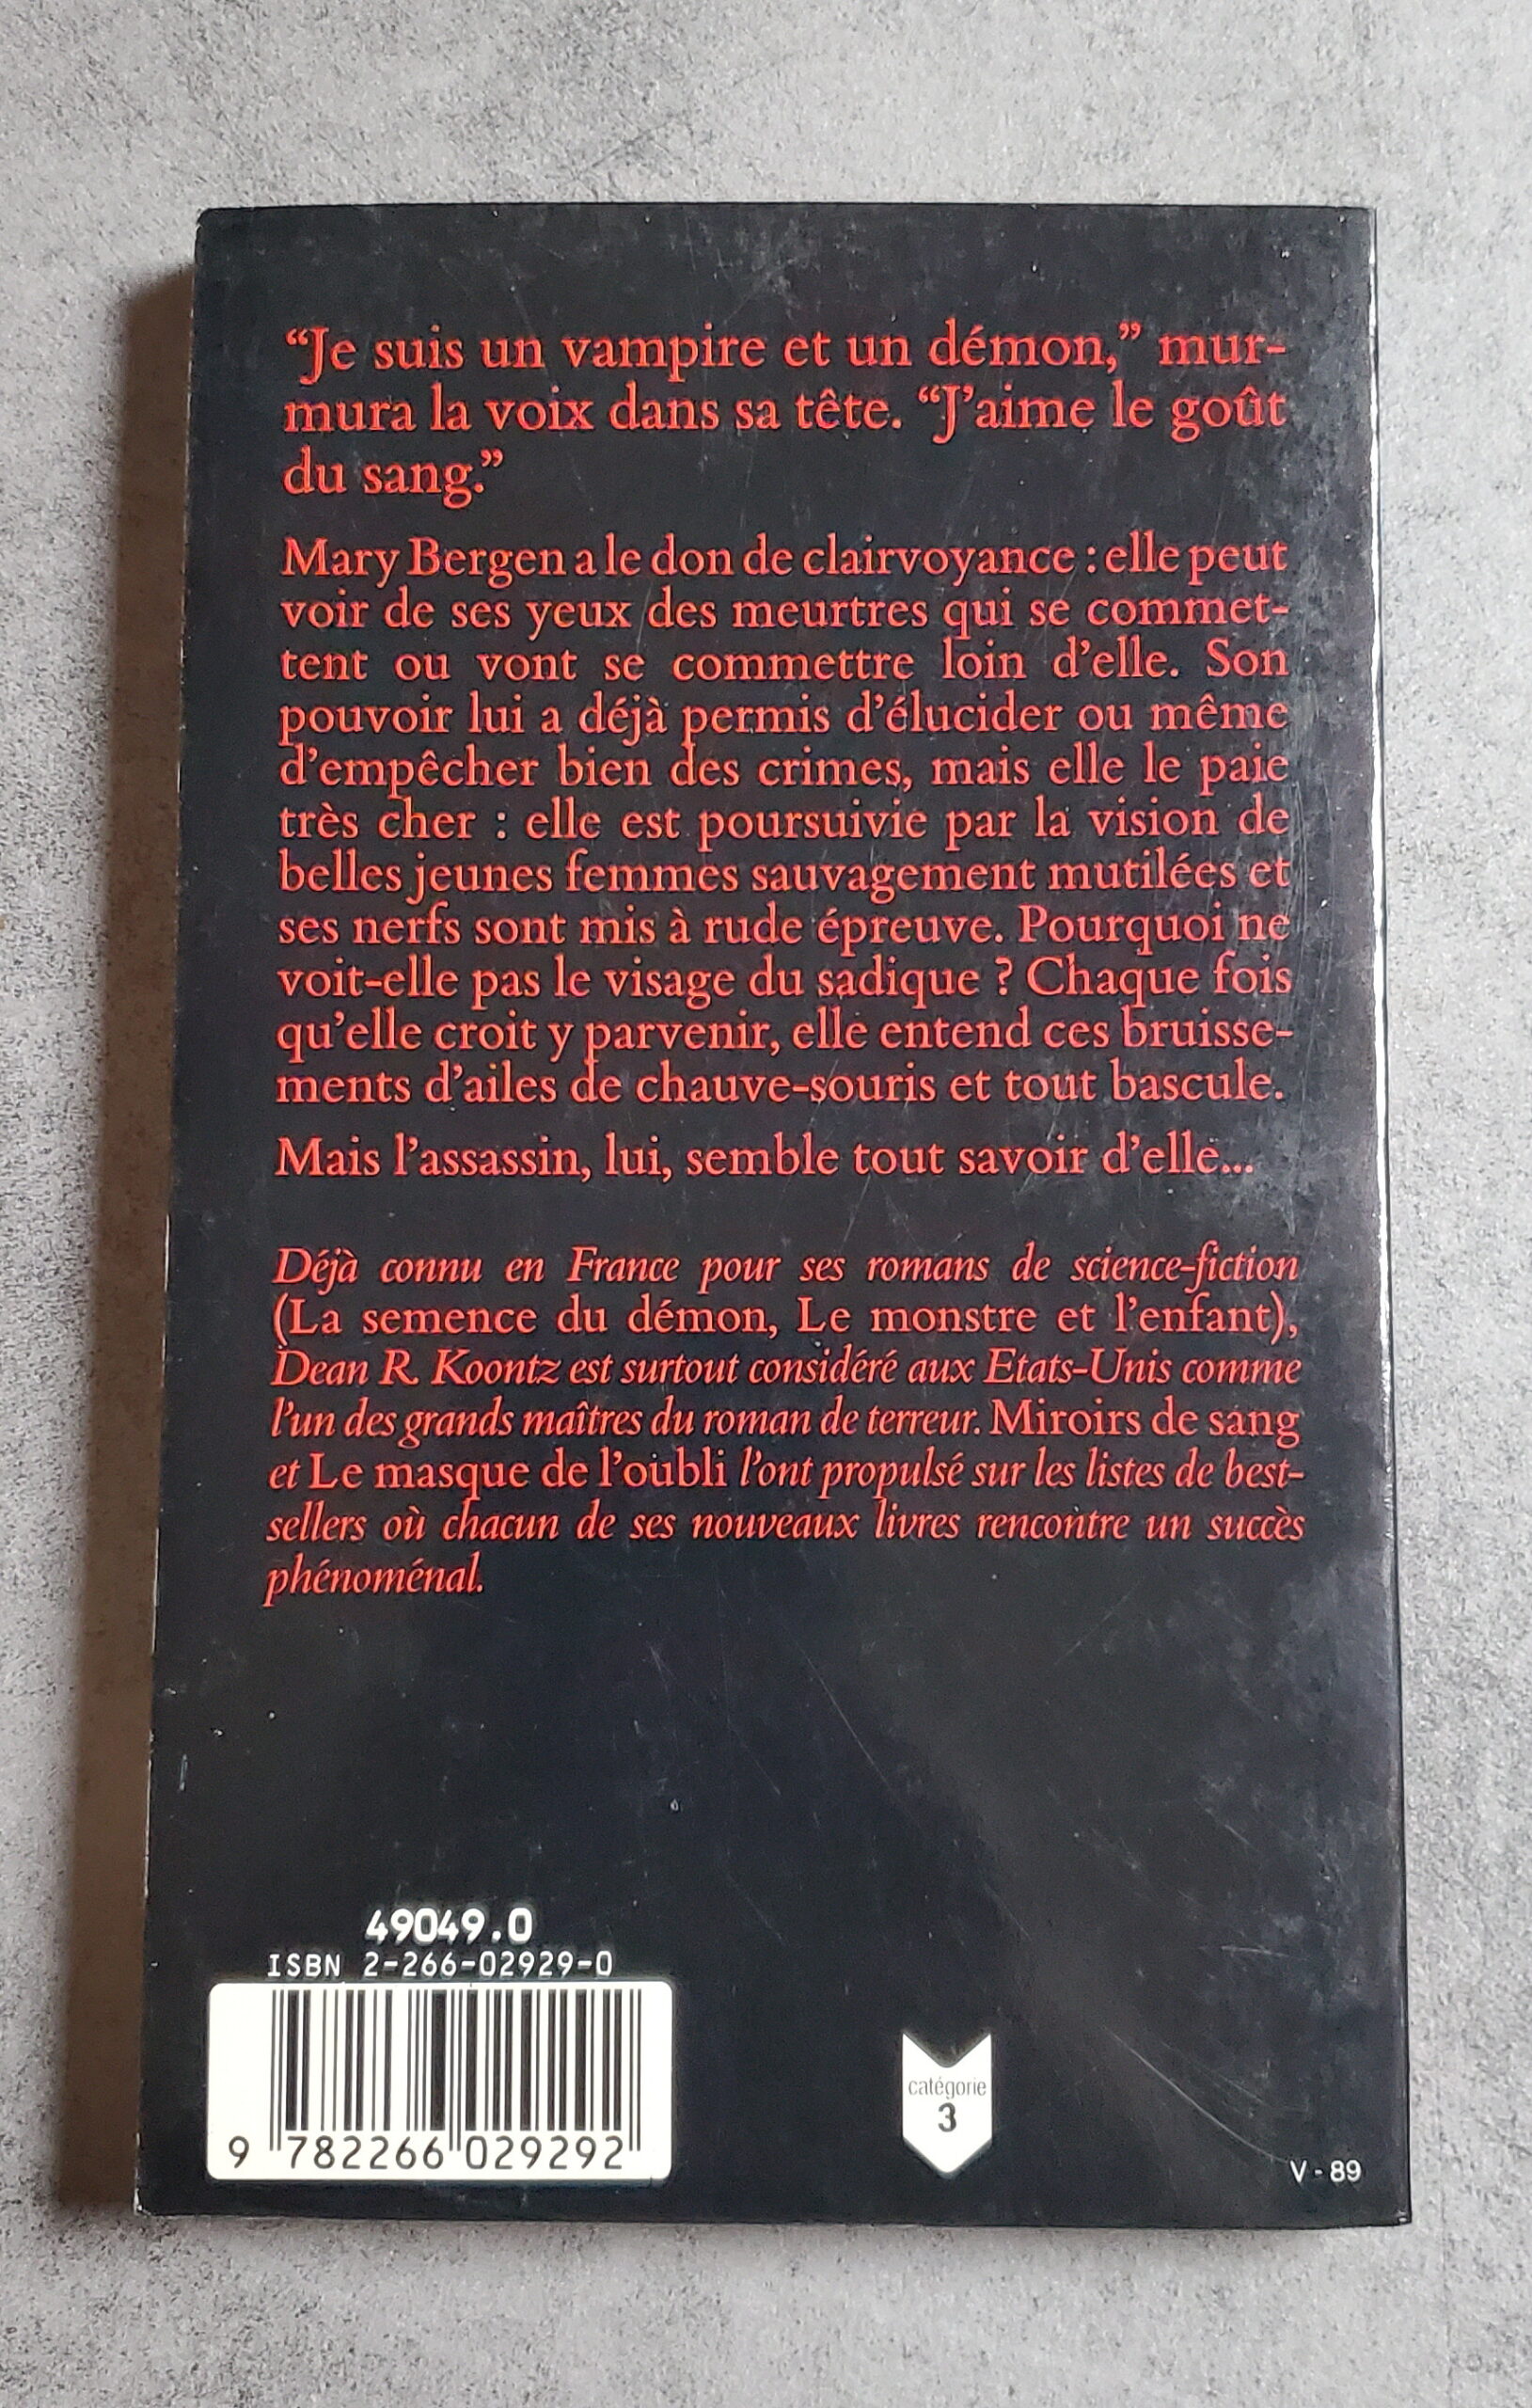 “Je suis un vampire et un démon,” mur-
mura la voix dans sa tête. “J’aime le goût
du sang.”
Mary Bergen a le don de clairvoyance : elle peut
voir de ses yeux des meurtres qui se commet-
tent ou vont se commettre loin d’elle. Son
pouvoir lui a déjà permis d’élucider ou même
d’empêcher bien des crimes, mais elle le paie
très cher : elle est poursuivie par la vision de
belles jeunes femmes sauvagement mutilées et
ses nerfs sont mis à rude épreuve. Pourquoi ne
voit-elle pas le visage du sadique ? Chaque fois
qu’elle croit y parvenir, elle entend ces bruisse-
ments d’ailes de chauve-souris et tout bascule.
Mais l’assassin, lui, semble tout savoir d’elle...
Déjà connu en France pour ses romans de science-fiction
(La semence du démon, Le monstre et l’enfant),
Dean R. Koontz est surtout considéré aux Etats-Unis comme
l’un des grands maîtres du roman de terreur. Miroirs de sang
et Le masque de l’oubli l’ont propulsé sur les listes de best-
sellers où chacun de ses nouveaux livres rencontre un succès
phénoménal.
49049.0
ISBN 2-266-02929-0
9 782266 029292
catégorie
3
V - 89